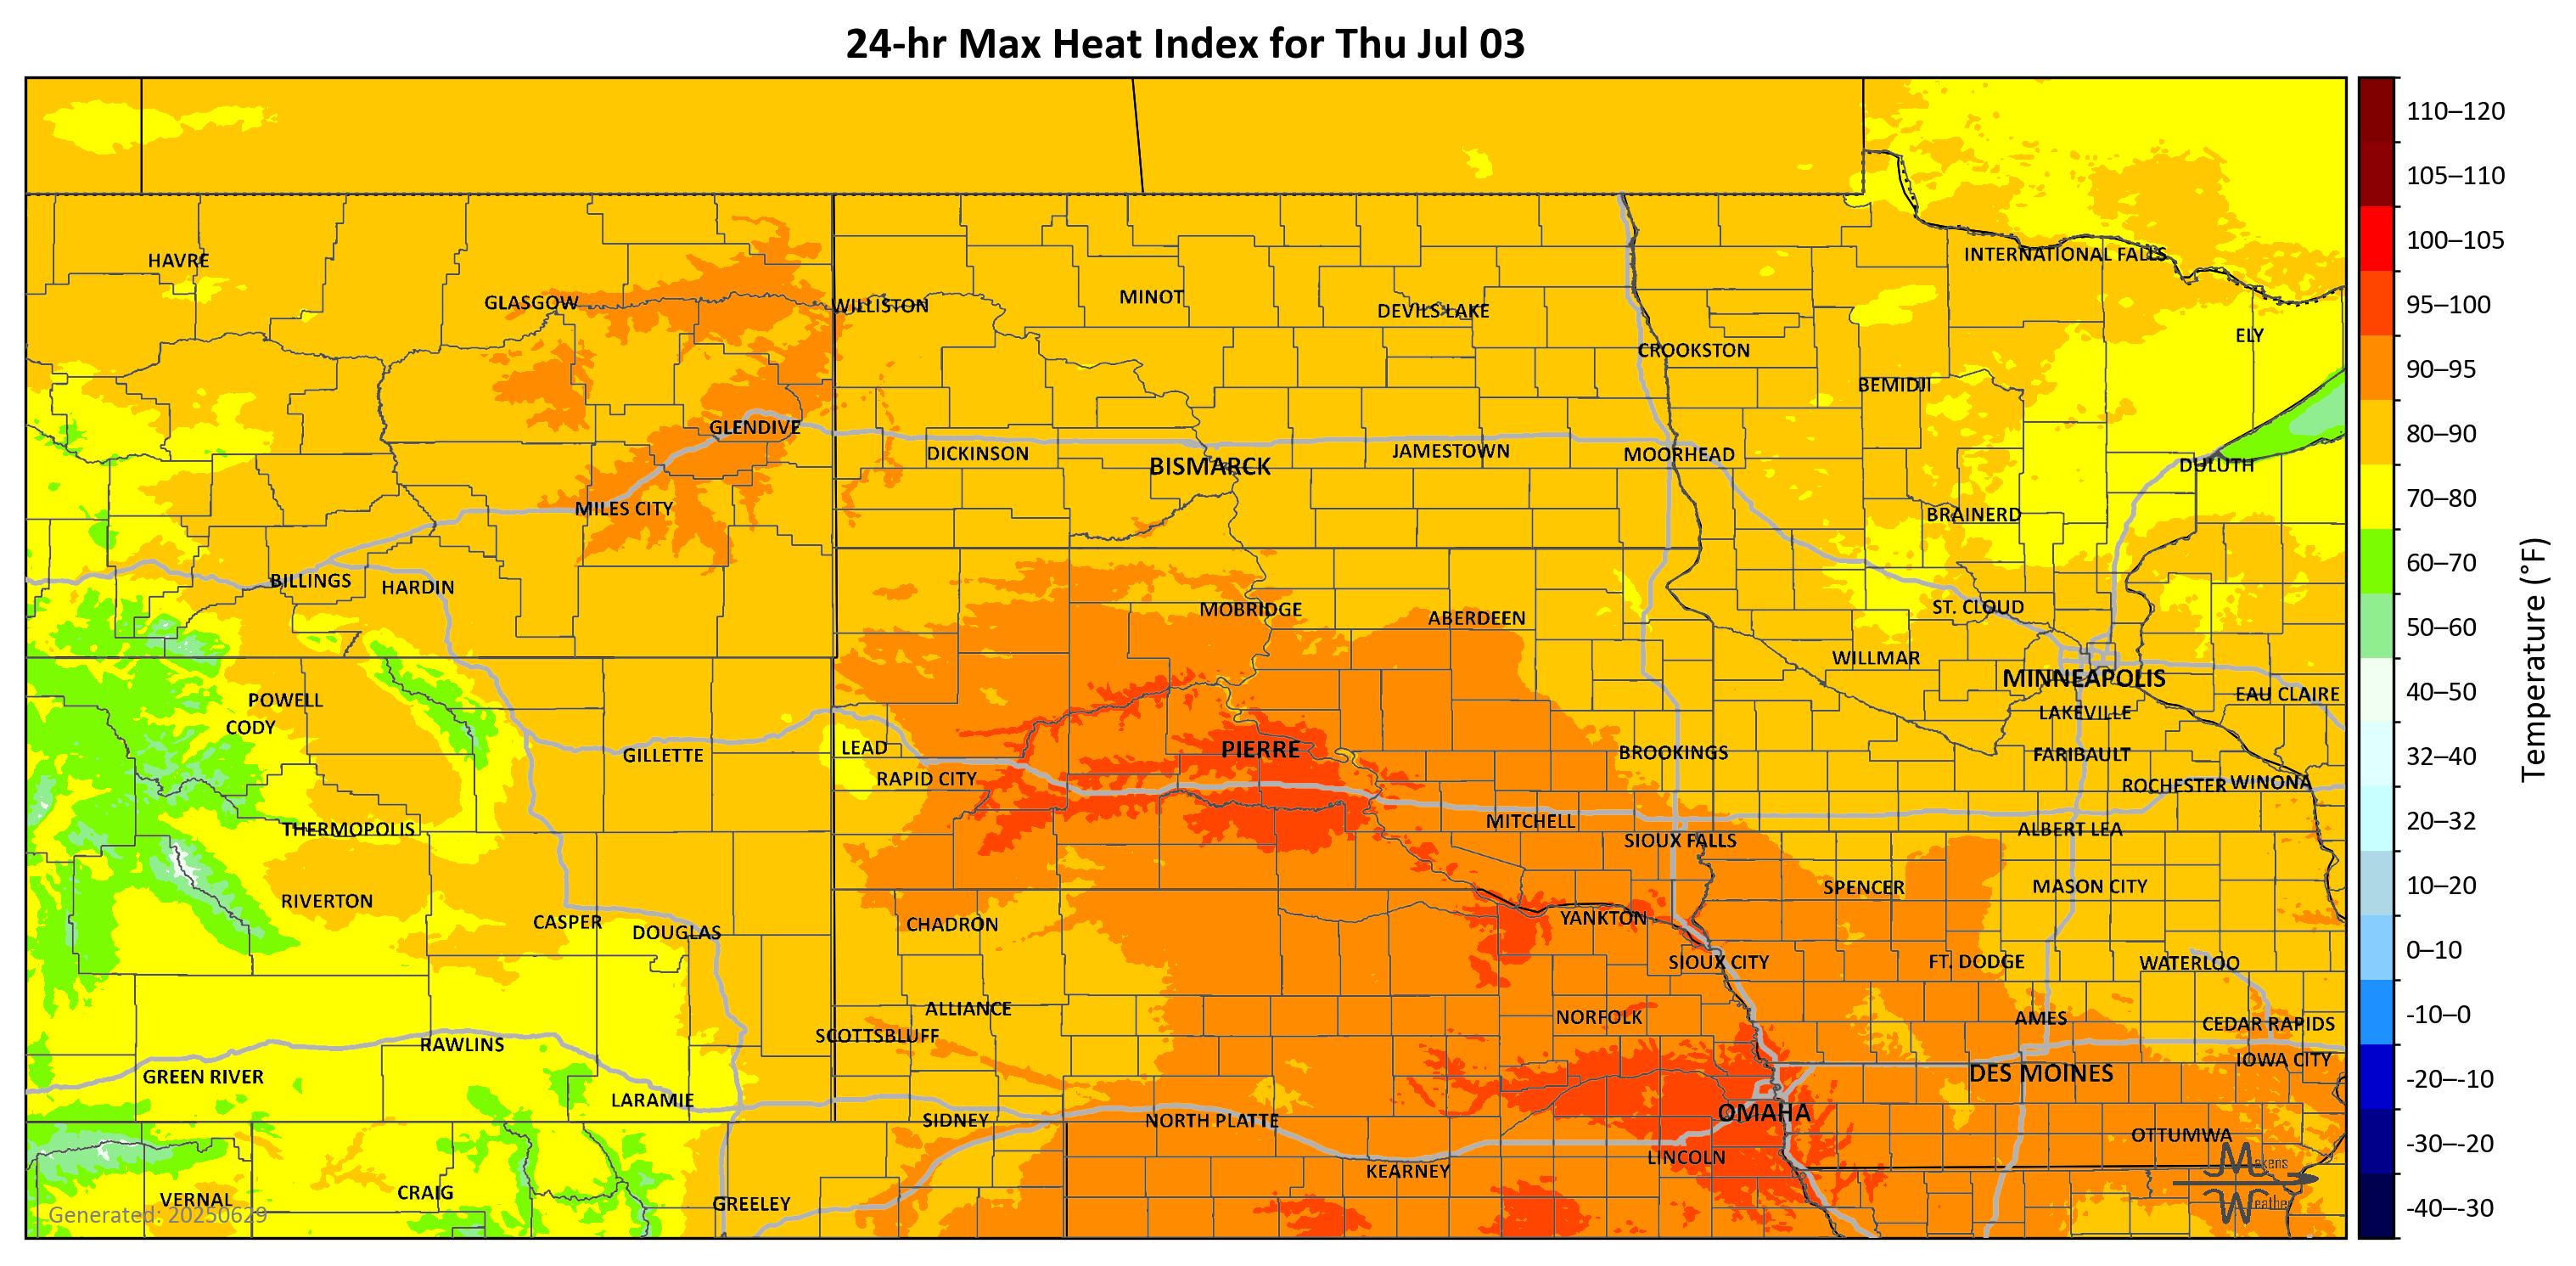 24-hr Max Heat Index for Thu Jul 03
110–120
105–110
100–105
95–100
90–95
80–90
70–80
60–70
50–60
40–50
32–40
20–32
10–20
0–10
-10–0
-20–-10
-30–-20
-40–-30
Temperature (°F)
HAVRE
INTERNATIONAL FALLS
GLASGOW
WILLISTON
MINOT
DEVILS LAKE
ELY
CROOKSTON
BEMIDJI
GLENDIVE
DICKINSON
BISMARCK
JAMESTOWN
MOORHEAD
DULUTH
MILES CITY
BRAINERD
BILLINGS
HARDIN
MOBRIDGE
ABERDEEN
ST. CLOUD
WILLMAR
MINNEAPOLIS
POWELL
EAU CLAIRE
CODY
LAKEVILLE
GILLETTE
LEAD
PIERRE
BROOKINGS
FARIBAULT
RAPID CITY
ROCHESTER
WINONA
THERMOPOLIS
MITCHELL
SIOUX FALLS
ALBERT LEA
RIVERTON
SPENCER
MASON CITY
CASPER
DOUGLAS
CHADRON
YANKTON
SIOUX CITY
FT. DODGE
WATERLOO
ALLIANCE
NORFOLK
AMES
CEDAR RAPIDS
SCOTTSBLUFF
RAWLINS
IOWA CITY
GREEN RIVER
DES MOINES
LARAMIE
SIDNEY
NORTH PLATTE
OMAHA
OTTUMWA
LINCOLN
KEARNEY
CRAIG
VERNAL
GREELEY
Generated: 20250629
Makens
Weather